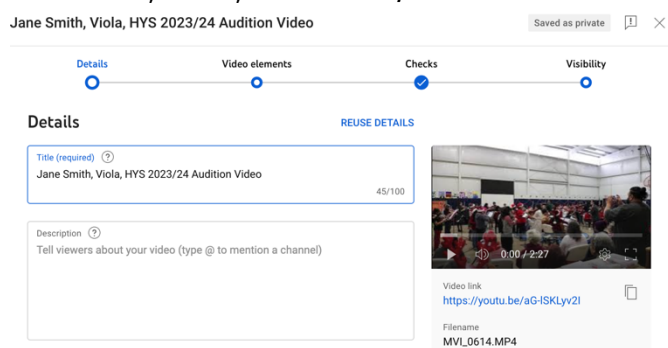 Jane Smith, Viola, HYS 2023/24 Audition Video
Saved as private
Details
Video elements
Checks
Visibility
Details
REUSE DETAILS
Title (required)
Jane Smith, Viola, HYS 2023/24 Audition Video
45/100
Description
Tell viewers about your video (type @ to mention a channel)
0:00 / 2:27
Video link
https://youtu.be/aG-lSKLyv2I
Filename
MVI_0614.MP4